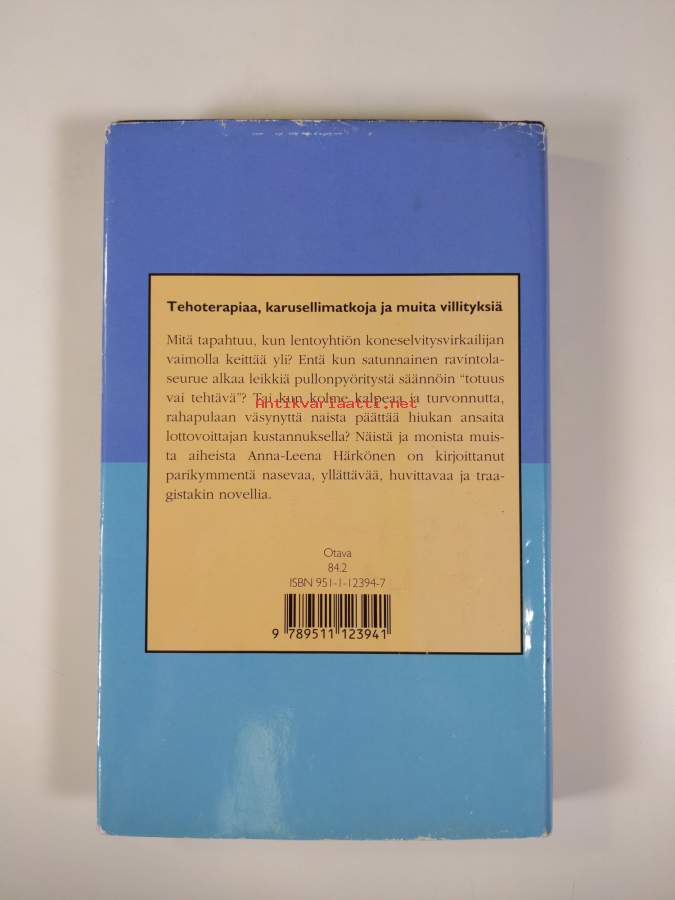 Tehoterapiaa, karusellimatkoja ja muita villityksiä
Mitä tapahtuu, kun lentoyhtiön koneselvitysvirkailijan
vaimolla keittää yli? Entä kun satunnainen ravintola-
seurue alkaa leikkiä pullonpyöritystä säännöin “totuus
vai tehtävä”? Tai kun kolme kalpeaa ja turvonnutta,
Antikvariaatti.net
rahapulaan väsynyttä naista päättää hiukan ansaita
lottovoittajan kustannuksella? Näistä ja monista muis-
ta aiheista Anna-Leena Härkönen on kirjoittanut
parikymmentä nasevaa, yllättävää, huvittavaa ja traa-
gistakin novellia.
Otava
84.2
ISBN 951-1-12394-7
9 789511 123941